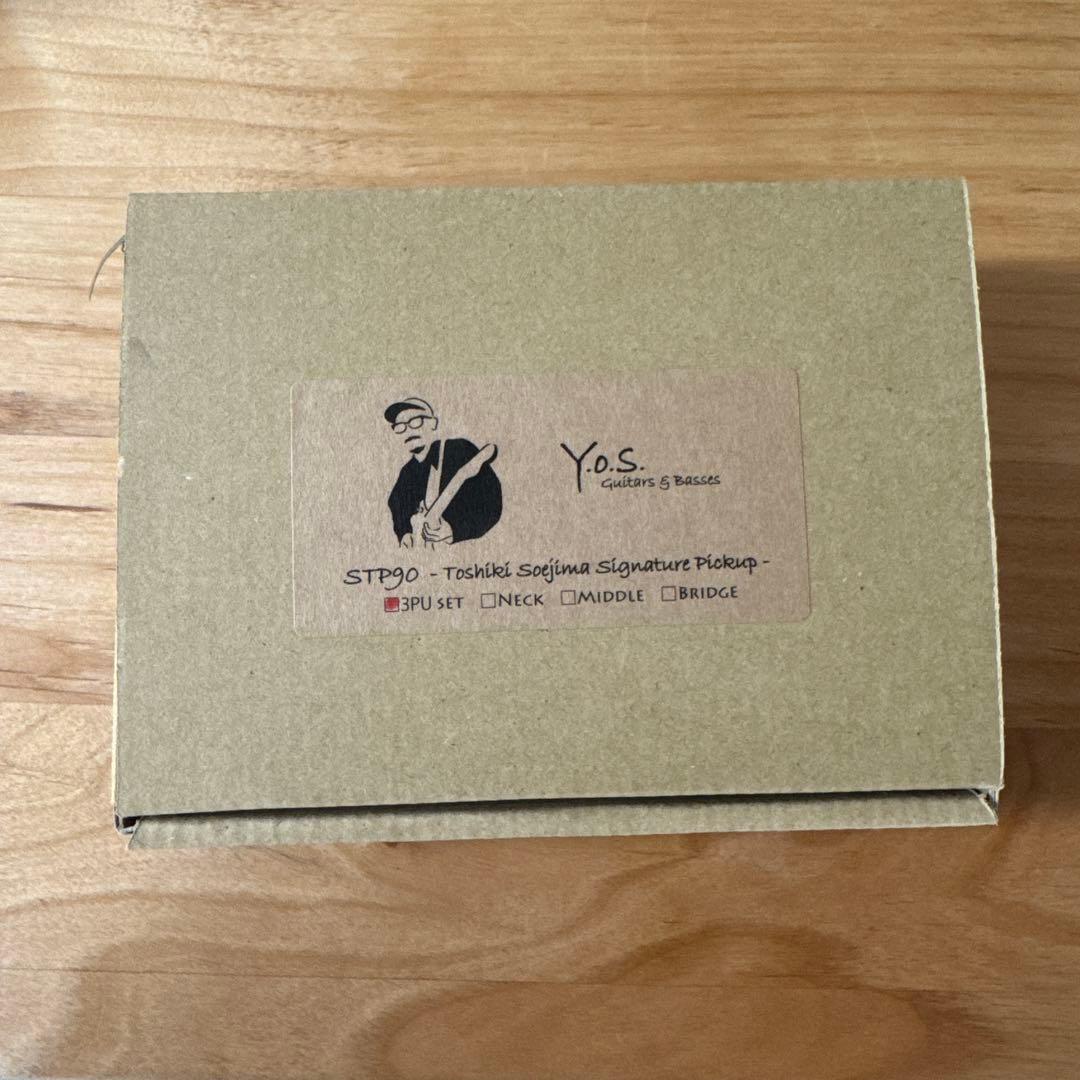 Y.O.S.
Guitars & Basses
STP90 - Toshiki Soejima Signature Pickup -
3PU SET NECK MIDDLE BRIDGE